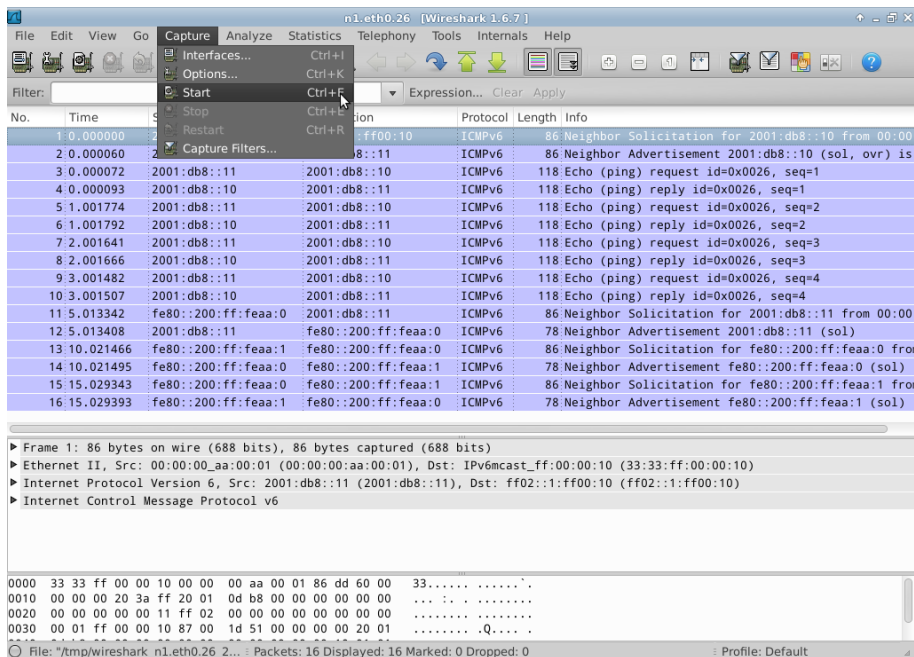 n1.eth0.26 [Wireshark 1.6.7 ]
File Edit View Go Capture Analyze Statistics Telephony Tools Internals Help
Interfaces... Ctrl+I
Options... Ctrl+K
Filter: Expression... Clear Apply
Start Ctrl+E
Stop Ctrl+E
Restart Ctrl+R
Capture Filters...
No. Time Protocol Length Info
1 0.000000 :ff00:10 ICMPv6 86 Neighbor Solicitation for 2001:db8::10 from 00:00
2 0.000060 ICMPv6 86 Neighbor Advertisement 2001:db8::10 (sol, ovr) is
3 0.000072 2001:db8::11 2001:db8::10 ICMPv6 118 Echo (ping) request id=0x0026, seq=1
4 0.000093 2001:db8::10 2001:db8::11 ICMPv6 118 Echo (ping) reply id=0x0026, seq=1
5 1.001774 2001:db8::11 2001:db8::10 ICMPv6 118 Echo (ping) request id=0x0026, seq=2
6 1.001792 2001:db8::10 2001:db8::11 ICMPv6 118 Echo (ping) reply id=0x0026, seq=2
7 2.001641 2001:db8::11 2001:db8::10 ICMPv6 118 Echo (ping) request id=0x0026, seq=3
8 2.001666 2001:db8::10 2001:db8::11 ICMPv6 118 Echo (ping) reply id=0x0026, seq=3
9 3.001482 2001:db8::11 2001:db8::10 ICMPv6 118 Echo (ping) request id=0x0026, seq=4
10 3.001507 2001:db8::10 2001:db8::11 ICMPv6 118 Echo (ping) reply id=0x0026, seq=4
11 5.013342 fe80::200:ff:feaa:0 2001:db8::11 ICMPv6 86 Neighbor Solicitation for 2001:db8::11 from 00:00
12 5.013408 2001:db8::11 fe80::200:ff:feaa:0 ICMPv6 78 Neighbor Advertisement 2001:db8::11 (sol)
13 10.021466 fe80::200:ff:feaa:1 fe80::200:ff:feaa:0 ICMPv6 86 Neighbor Solicitation for fe80::200:ff:feaa:0 from
14 10.021495 fe80::200:ff:feaa:0 fe80::200:ff:feaa:1 ICMPv6 78 Neighbor Advertisement fe80::200:ff:feaa:0 (sol)
15 15.029343 fe80::200:ff:feaa:0 fe80::200:ff:feaa:1 ICMPv6 86 Neighbor Solicitation for fe80::200:ff:feaa:1 from
16 15.029393 fe80::200:ff:feaa:1 fe80::200:ff:feaa:0 ICMPv6 78 Neighbor Advertisement fe80::200:ff:feaa:1 (sol)
Frame 1: 86 bytes on wire (688 bits), 86 bytes captured (688 bits)
Ethernet II, Src: 00:00:00_aa:00:01 (00:00:00:aa:00:01), Dst: IPv6mcast_ff:00:00:10 (33:33:ff:00:00:10)
Internet Protocol Version 6, Src: 2001:db8::11 (2001:db8::11), Dst: ff02::1:ff00:10 (ff02::1:ff00:10)
Internet Control Message Protocol v6
0000 33 33 ff 00 00 10 00 00 00 aa 00 01 86 dd 60 00 33...... ......`.
0010 00 00 00 20 3a ff 20 01 0d b8 00 00 00 00 00 00 ... :. . ........
0020 00 00 00 00 00 11 ff 02 00 00 00 00 00 00 00 00 ........ ........
0030 00 01 ff 00 00 10 87 00 1d 51 00 00 00 00 20 01 ........ .Q.... .
File: "/tmp/wireshark_n1.eth0.26_2... Packets: 16 Displayed: 16 Marked: 0 Dropped: 0 Profile: Default